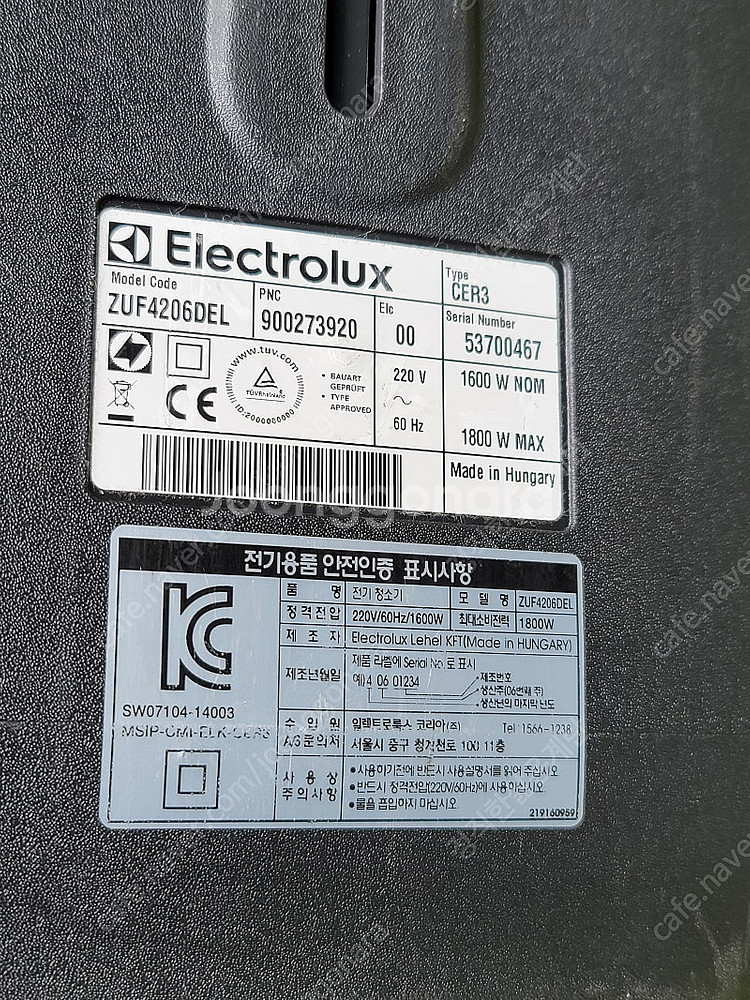 Electrolux
Type
CER3
Model Code
ZUF4206DEL
PNC
900273920
Elc
00
Serial Number
53700467
www.tuv.com
TÜVRheinland
ID:2000000000
• BAUART GEPRÜFT
• TYPE APPROVED
CE
220 V
~
60 Hz
1600 W NOM
1800 W MAX
Made in Hungary
Joonggonara
전기용품 안전인증 표시사항
품 명 전기 청소기 모 델 명 ZUF4206DEL
정격전압 220V/60Hz/1600W 최대소비전력 1800W
제 조 자 Electrolux Lehel KFT(Made in HUNGARY)
제조년월일 제품 라벨에 Serial No.로 표시
예)4 06 01234
제조번호
생산주(06번째 주)
생산년의 마지막 년도
SW07104-14003
MSIP-CMI-ELK-CER3
수 입 원 일렉트로룩스 코리아(주) Tel 1566-1238
A/S문의처 서울시 중구 청계천로 100 11층
사 용 상 주의사항
•사용하기전에 반드시 사용설명서를 읽어 주십시오.
•반드시 정격전압(220V/60Hz)에 사용하십시오.
•물을 흡입하지 마십시오.
219160959